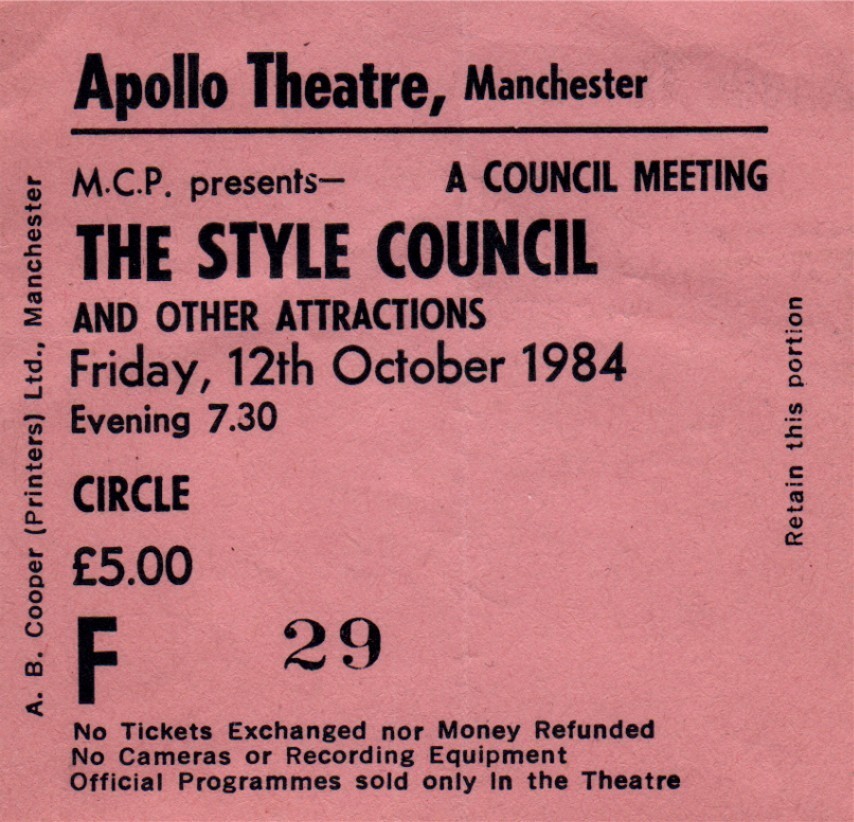 Apollo Theatre, Manchester
M.C.P. presents— A COUNCIL MEETING
THE STYLE COUNCIL
AND OTHER ATTRACTIONS
Friday, 12th October 1984
Evening 7.30
CIRCLE
£5.00
F 29
No Tickets Exchanged nor Money Refunded
No Cameras or Recording Equipment
Official Programmes sold only in the Theatre
A. B. Cooper (Printers) Ltd., Manchester
Retain this portion